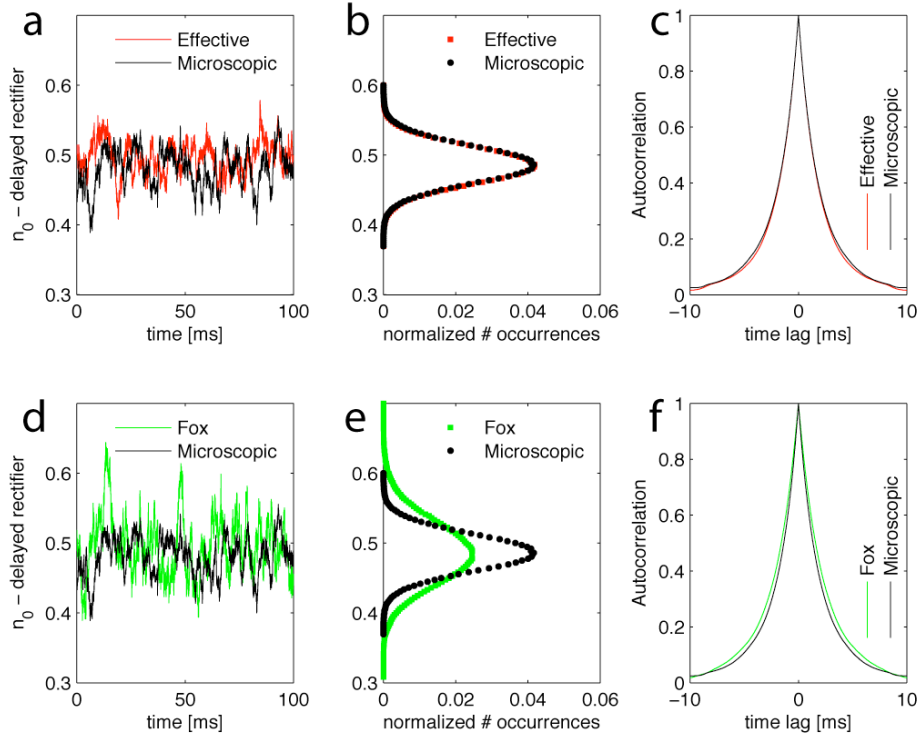 a
Effective
Microscopic
n0 – delayed rectifier
0.6
0.5
0.4
0.3
0
50
100
time [ms]
b
Effective
Microscopic
0.6
0.5
0.4
0.3
0
0.02
0.04
0.06
normalized # occurrences
c
Autocorrelation
1
0.8
0.6
0.4
0.2
0
Effective
Microscopic
−10
0
10
time lag [ms]
d
Fox
Microscopic
n0 – delayed rectifier
0.6
0.5
0.4
0.3
0
50
100
time [ms]
e
Fox
Microscopic
0.6
0.5
0.4
0.3
0
0.02
0.04
0.06
normalized # occurrences
f
Autocorrelation
1
0.8
0.6
0.4
0.2
0
Fox
Microscopic
−10
0
10
time lag [ms]